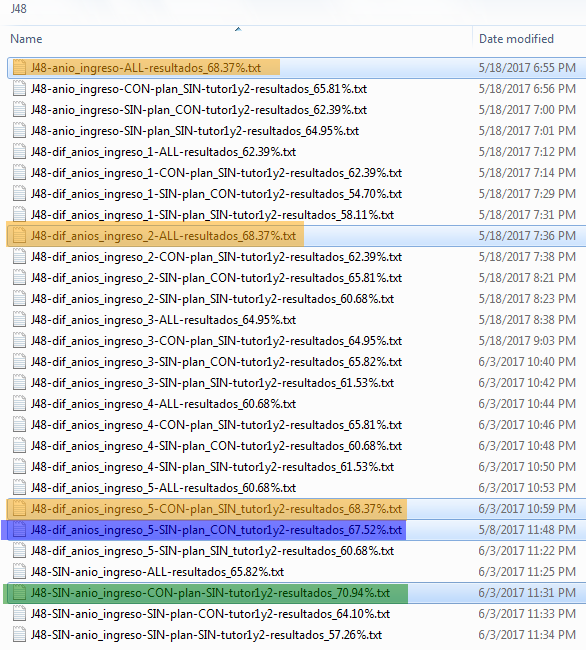 J48
Name Date modified
J48-anio_ingreso-ALL-resultados_68.37%.txt 5/18/2017 6:55 PM
J48-anio_ingreso-CON-plan_SIN-tutor1y2-resultados_65.81%.txt 5/18/2017 6:56 PM
J48-anio_ingreso-SIN-plan_CON-tutor1y2-resultados_62.39%.txt 5/18/2017 7:00 PM
J48-anio_ingreso-SIN-plan_SIN-tutor1y2-resultados_64.95%.txt 5/18/2017 7:01 PM
J48-dif_anios_ingreso_1-ALL-resultados_62.39%.txt 5/18/2017 7:12 PM
J48-dif_anios_ingreso_1-CON-plan_SIN-tutor1y2-resultados_62.39%.txt 5/18/2017 7:14 PM
J48-dif_anios_ingreso_1-SIN-plan_CON-tutor1y2-resultados_54.70%.txt 5/18/2017 7:29 PM
J48-dif_anios_ingreso_1-SIN-plan_SIN-tutor1y2-resultados_58.11%.txt 5/18/2017 7:31 PM
J48-dif_anios_ingreso_2-ALL-resultados_68.37%.txt 5/18/2017 7:36 PM
J48-dif_anios_ingreso_2-CON-plan_SIN-tutor1y2-resultados_62.39%.txt 5/18/2017 7:38 PM
J48-dif_anios_ingreso_2-SIN-plan_CON-tutor1y2-resultados_65.81%.txt 5/18/2017 8:21 PM
J48-dif_anios_ingreso_2-SIN-plan_SIN-tutor1y2-resultados_60.68%.txt 5/18/2017 8:23 PM
J48-dif_anios_ingreso_3-ALL-resultados_64.95%.txt 5/18/2017 8:38 PM
J48-dif_anios_ingreso_3-CON-plan_SIN-tutor1y2-resultados_64.95%.txt 5/18/2017 9:03 PM
J48-dif_anios_ingreso_3-SIN-plan_CON-tutor1y2-resultados_65.82%.txt 6/3/2017 10:40 PM
J48-dif_anios_ingreso_3-SIN-plan_SIN-tutor1y2-resultados_61.53%.txt 6/3/2017 10:42 PM
J48-dif_anios_ingreso_4-ALL-resultados_60.68%.txt 6/3/2017 10:44 PM
J48-dif_anios_ingreso_4-CON-plan_SIN-tutor1y2-resultados_65.81%.txt 6/3/2017 10:46 PM
J48-dif_anios_ingreso_4-SIN-plan_CON-tutor1y2-resultados_60.68%.txt 6/3/2017 10:48 PM
J48-dif_anios_ingreso_4-SIN-plan_SIN-tutor1y2-resultados_61.53%.txt 6/3/2017 10:50 PM
J48-dif_anios_ingreso_5-ALL-resultados_60.68%.txt 6/3/2017 10:53 PM
J48-dif_anios_ingreso_5-CON-plan_SIN_tutor1y2-resultados_68.37%.txt 6/3/2017 10:59 PM
J48-dif_anios_ingreso_5-SIN-plan_CON_tutor1y2-resultados_67.52%.txt 5/8/2017 11:48 PM
J48-dif_anios_ingreso_5-SIN-plan_SIN_tutor1y2-resultados_60.68%.txt 6/3/2017 11:22 PM
J48-SIN-anio_ingreso-ALL-resultados_65.82%.txt 6/3/2017 11:25 PM
J48-SIN-anio_ingreso-CON-plan-SIN-tutor1y2-resultados_70.94%.txt 6/3/2017 11:31 PM
J48-SIN-anio_ingreso-SIN-plan-CON-tutor1y2-resultados_64.10%.txt 6/3/2017 11:33 PM
J48-SIN-anio_ingreso-SIN-plan-SIN-tutor1y2-resultados_57.26%.txt 6/3/2017 11:34 PM